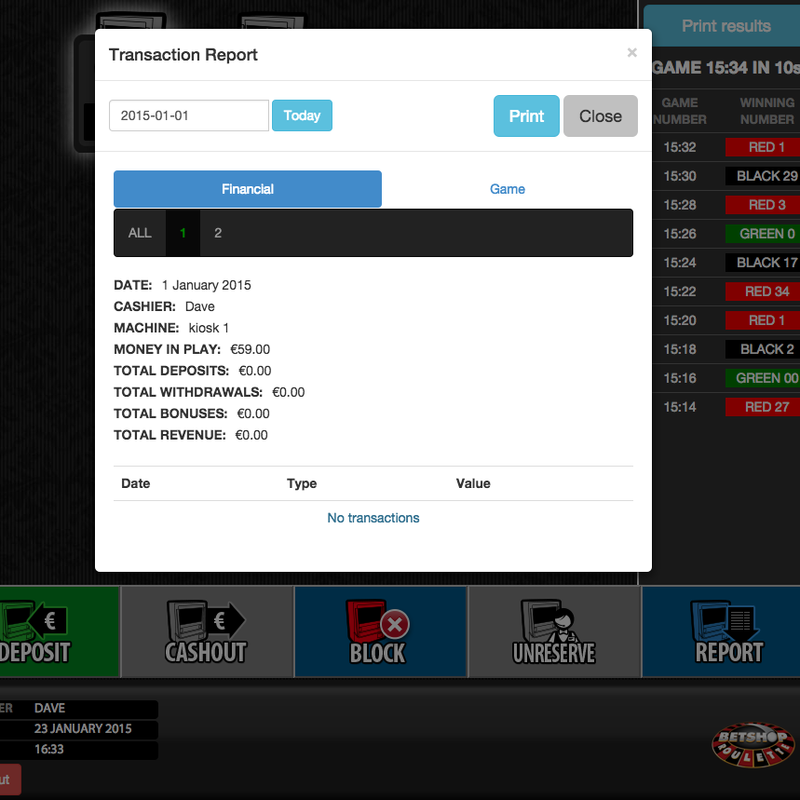 Transaction Report
×
2015-01-01
Today
Print
Close
Financial
Game
ALL
1
2
DATE: 1 January 2015
CASHIER: Dave
MACHINE: kiosk 1
MONEY IN PLAY: €59.00
TOTAL DEPOSITS: €0.00
TOTAL WITHDRAWALS: €0.00
TOTAL BONUSES: €0.00
TOTAL REVENUE: €0.00
Date Type Value
No transactions
Print results
GAME 15:34 IN 10s
GAME NUMBER
WINNING NUMBER
15:32 RED 1
15:30 BLACK 29
15:28 RED 3
15:26 GREEN 0
15:24 BLACK 17
15:22 RED 34
15:20 RED 1
15:18 BLACK 2
15:16 GREEN 00
15:14 RED 27
€
DEPOSIT
€
CASHOUT
BLOCK
UNRESERVE
REPORT
ER DAVE
23 JANUARY 2015
16:33
ut
BETSHOP
ROULETTE